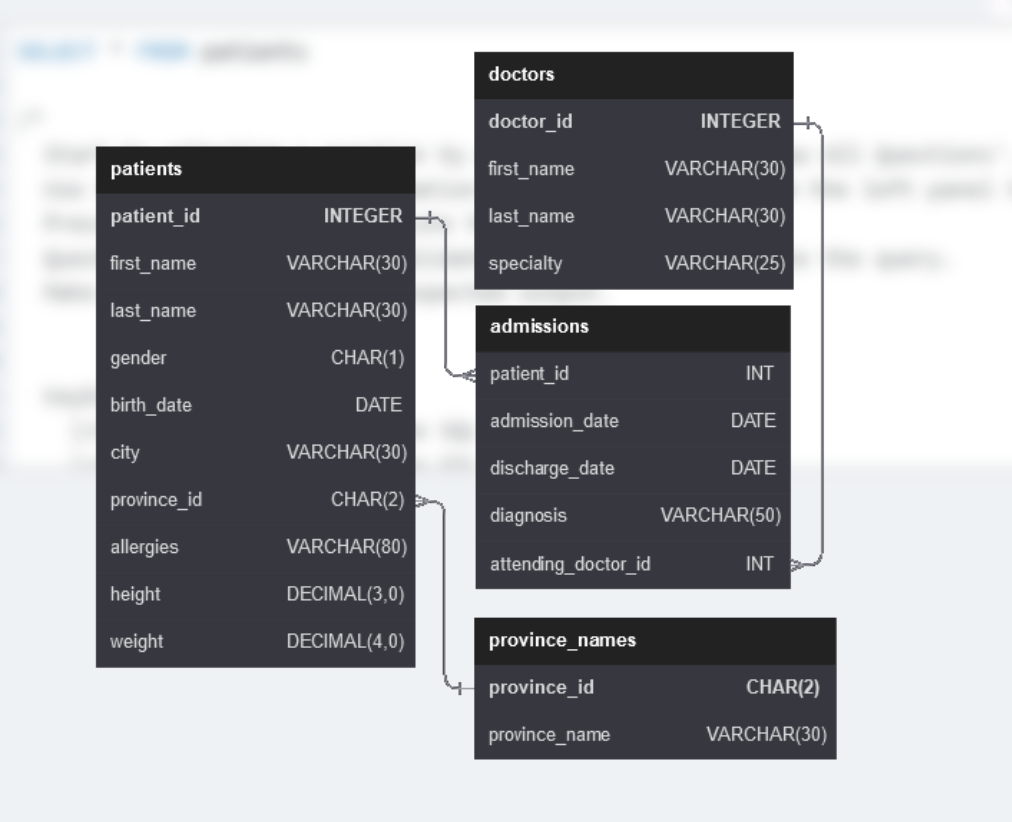 SELECT * FROM patients
doctors
doctor_id INTEGER
first_name VARCHAR(30)
last_name VARCHAR(30)
specialty VARCHAR(25)
patients
patient_id INTEGER
first_name VARCHAR(30)
last_name VARCHAR(30)
gender CHAR(1)
birth_date DATE
city VARCHAR(30)
province_id CHAR(2)
allergies VARCHAR(80)
height DECIMAL(3,0)
weight DECIMAL(4,0)
admissions
patient_id INT
admission_date DATE
discharge_date DATE
diagnosis VARCHAR(50)
attending_doctor_id INT
province_names
province_id CHAR(2)
province_name VARCHAR(30)